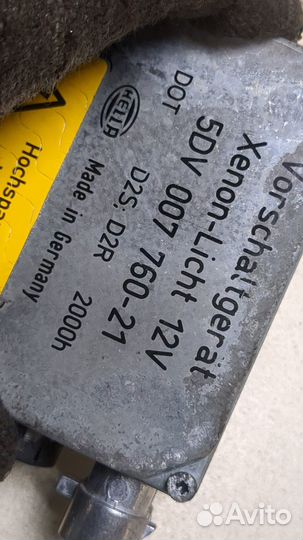 Vorschaltgerät
Xenon-Licht 12V
5DV 007 760-21
DOT
D2S; D2R 2000h
HELLA
Made in Germany
Hochspa
Avito